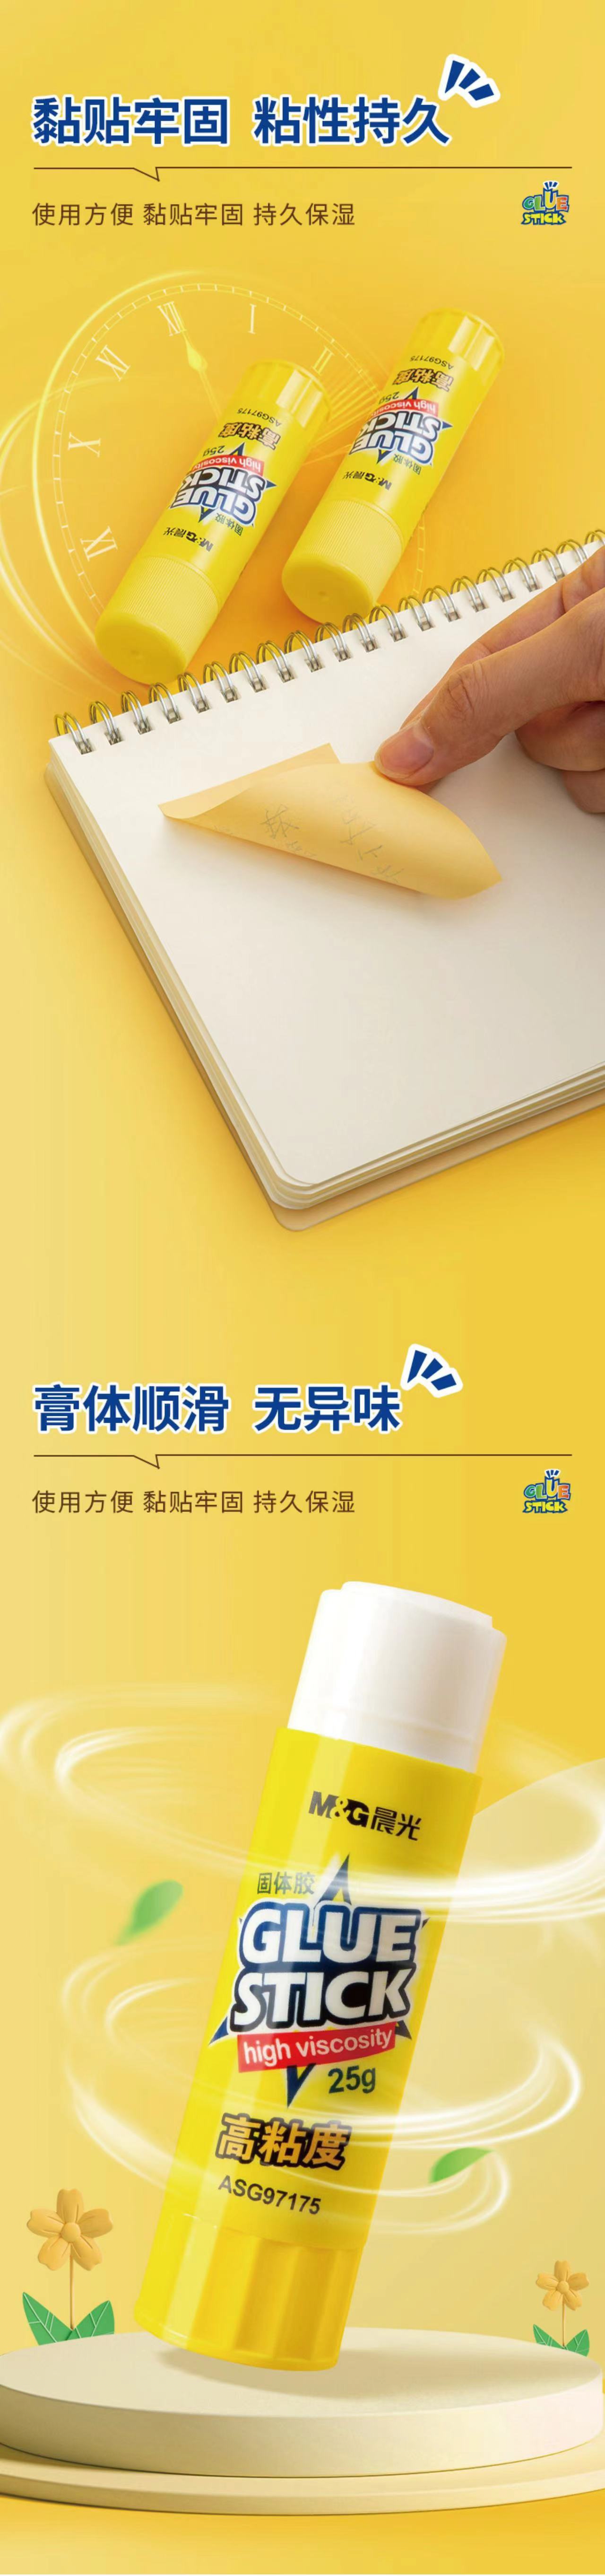 黏贴牢固 粘性持久
使用方便 黏贴牢固 持久保湿
GLUE
STICK
XII
I
II
XI
X
IX
ASG97175
高粘度
25g
high viscosity
GLUE
STICK
固体胶
M&G晨光
ASG97175
高粘度
25g
high viscosity
GLUE
STICK
固体胶
M&G晨光
膏体顺滑 无异味
使用方便 黏贴牢固 持久保湿
GLUE
STICK
M&G晨光
固体胶
GLUE
STICK
high viscosity
25g
高粘度
ASG97175